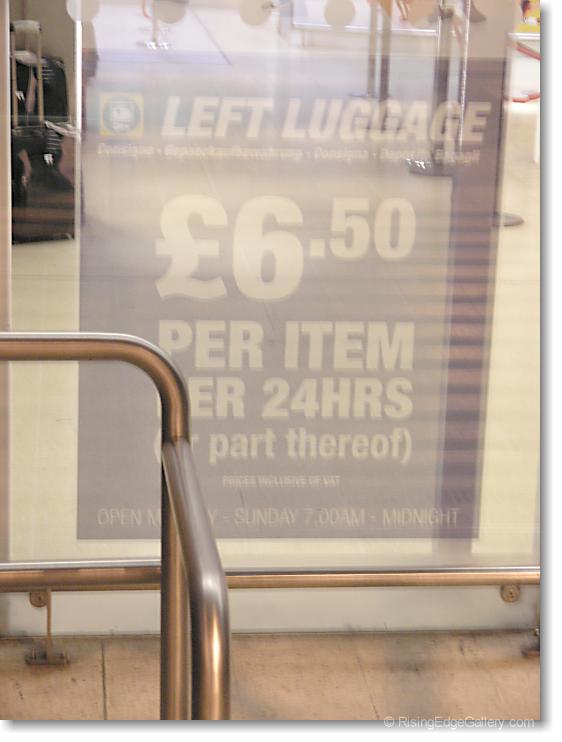 LEFT LUGGAGE
Consigne - Gepaeckaufbewahrung - Consigna - Deposito Bagagli
£6.50
PER ITEM
ER 24HRS
r part thereof)
PRICES INCLUSIVE OF VAT
OPEN M Y - SUNDAY 7.00AM - MIDNIGHT
© RisingEdgeGallery.com